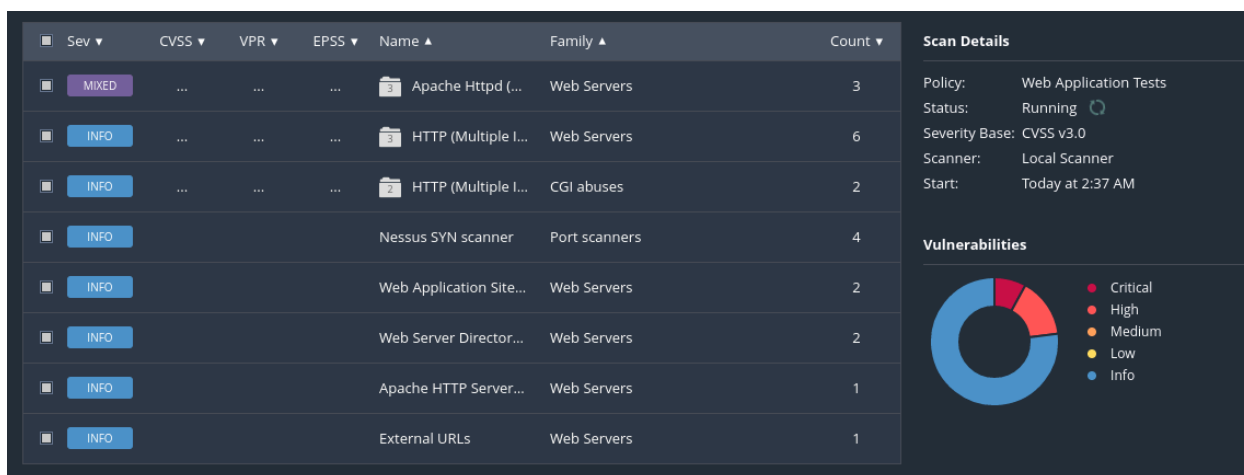 Sev ▾ CVSS ▾ VPR ▾ EPSS ▾ Name ▴ Family ▴ Count ▾
MIXED ... ... ... 3 Apache Httpd (... Web Servers 3
INFO ... ... ... 3 HTTP (Multiple I... Web Servers 6
INFO ... ... ... 2 HTTP (Multiple I... CGI abuses 2
INFO Nessus SYN scanner Port scanners 4
INFO Web Application Site... Web Servers 2
INFO Web Server Director... Web Servers 2
INFO Apache HTTP Server... Web Servers 1
INFO External URLs Web Servers 1
Scan Details
Policy: Web Application Tests
Status: Running
Severity Base: CVSS v3.0
Scanner: Local Scanner
Start: Today at 2:37 AM
Vulnerabilities
Critical
High
Medium
Low
Info